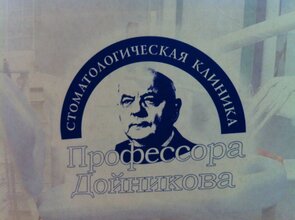 СТОМАТОЛОГИЧЕСКАЯ КЛИНИКА
Профессора
Дойникова